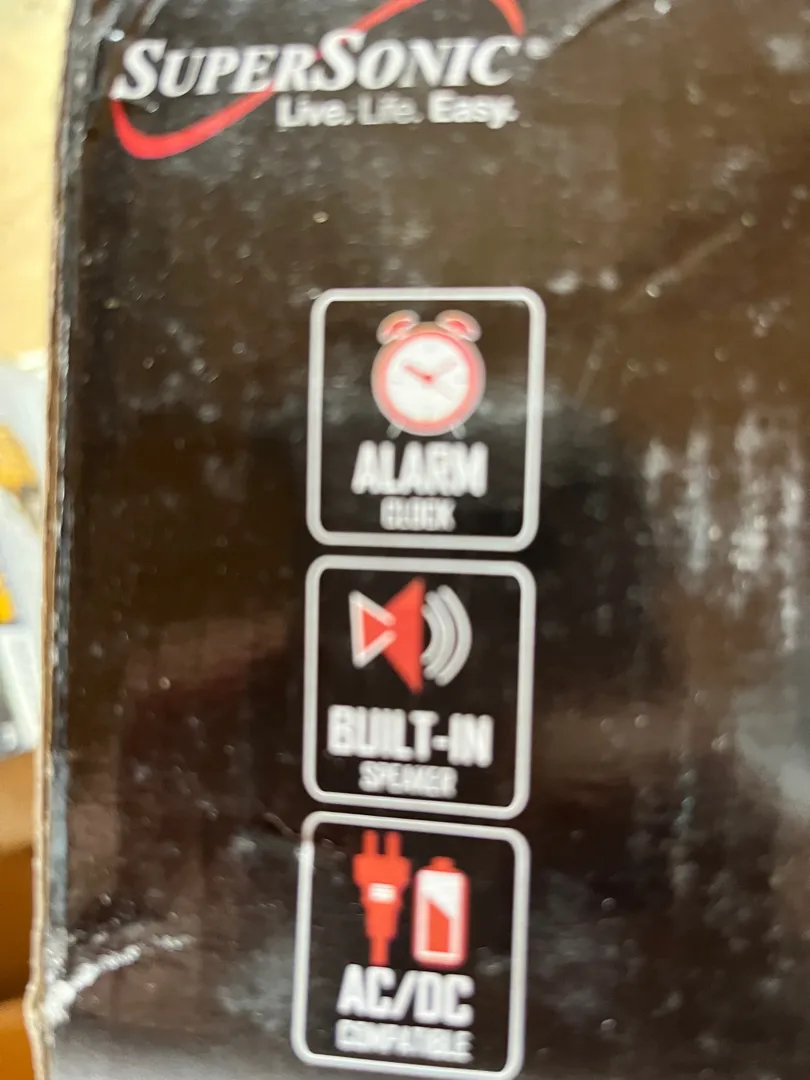 SUPERSONIC
Live. Life. Easy.
ALARM
CLOCK
BUILT-IN
SPEAKER
AC/DC
COMPATIBLE